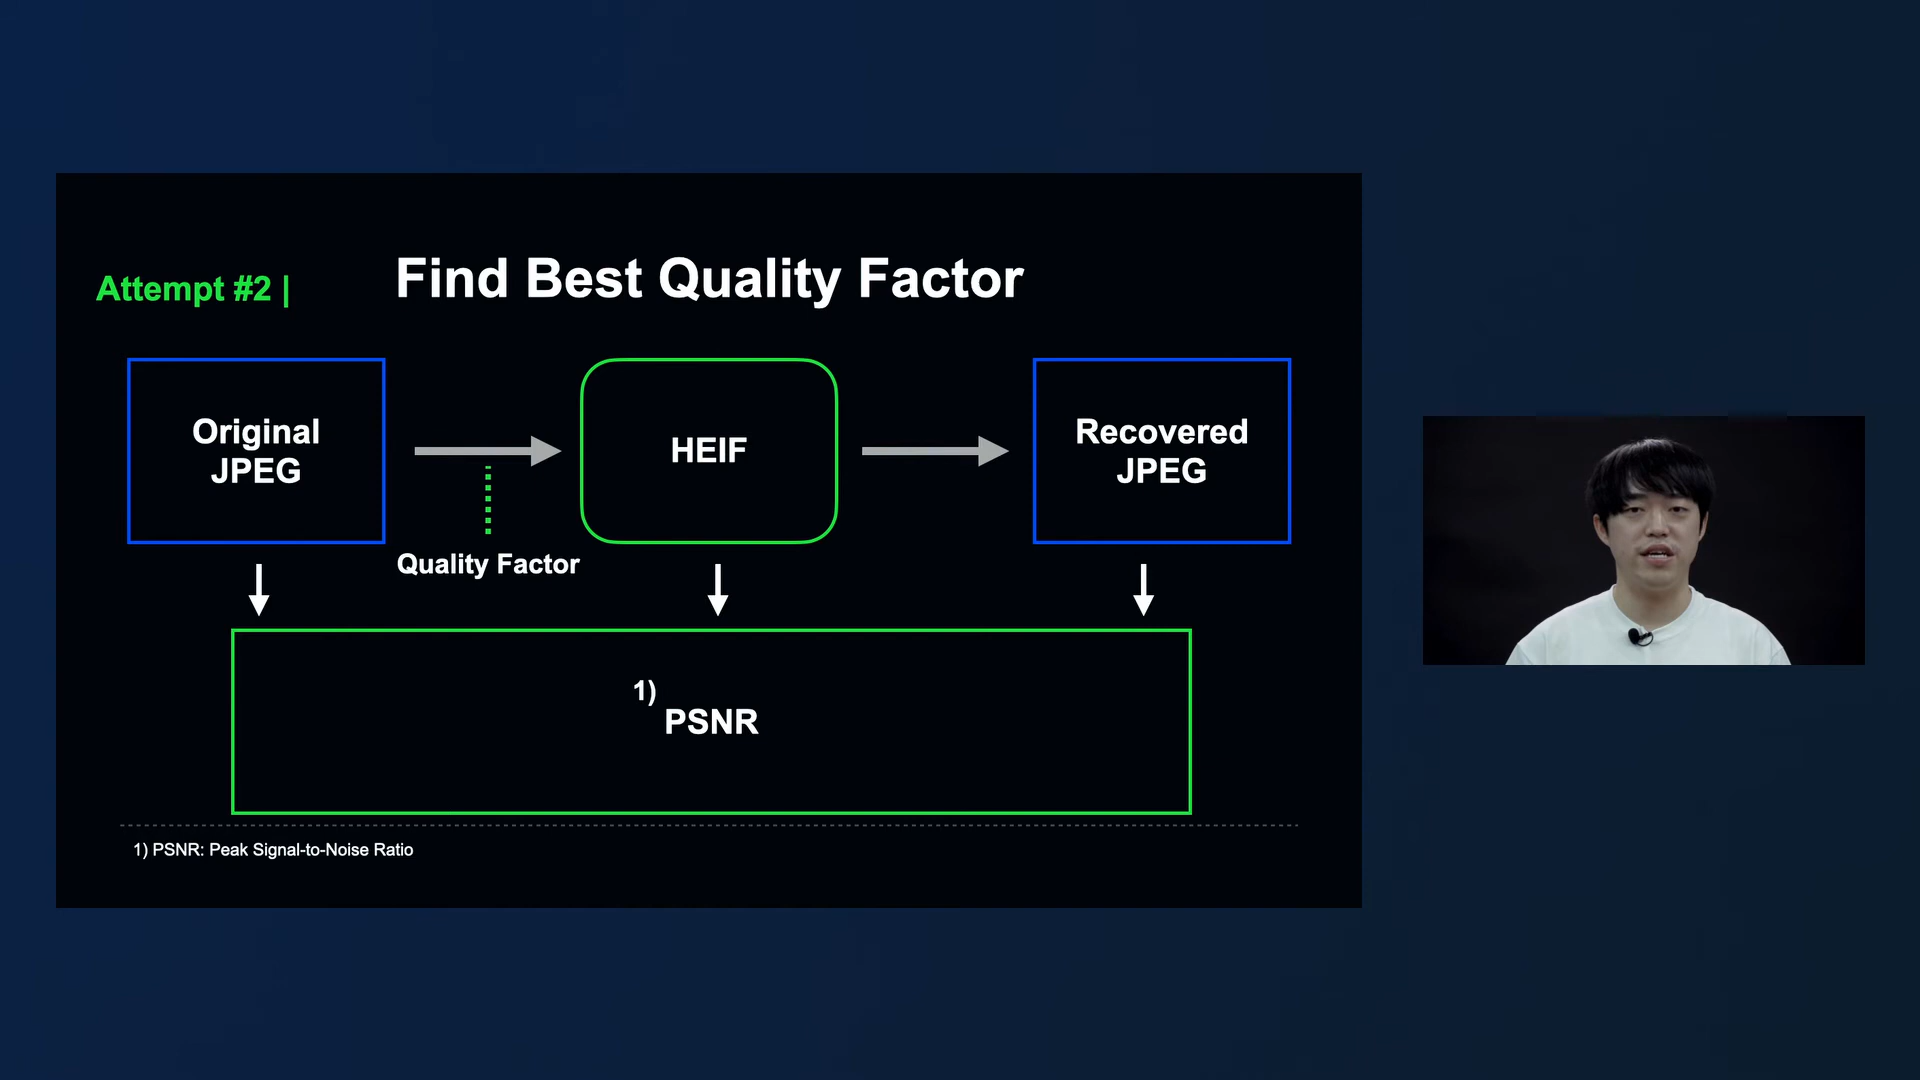 Attempt #2 |
Find Best Quality Factor
Original
JPEG
HEIF
Recovered
JPEG
Quality Factor
1)
PSNR
1) PSNR: Peak Signal-to-Noise Ratio